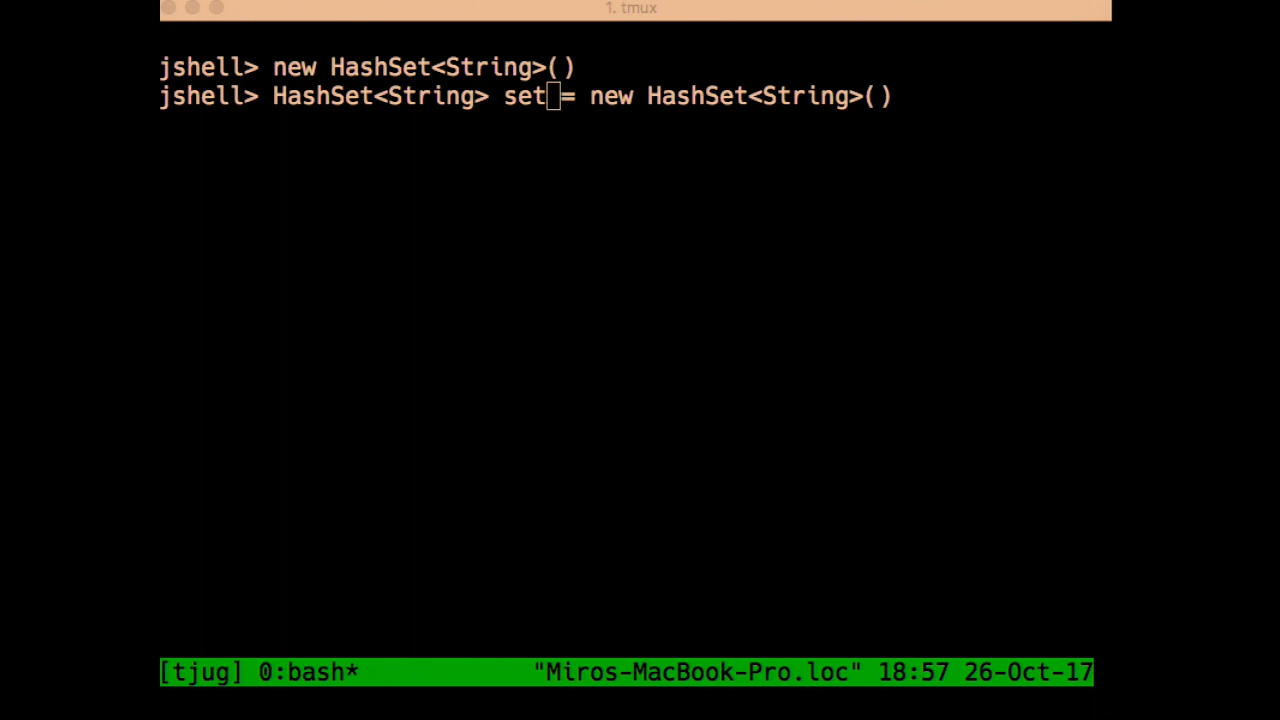 1. tmux
jshell> new HashSet<String>()
jshell> HashSet<String> set = new HashSet<String>()
[tjug] 0:bash* "Miros-MacBook-Pro.loc" 18:57 26-Oct-17